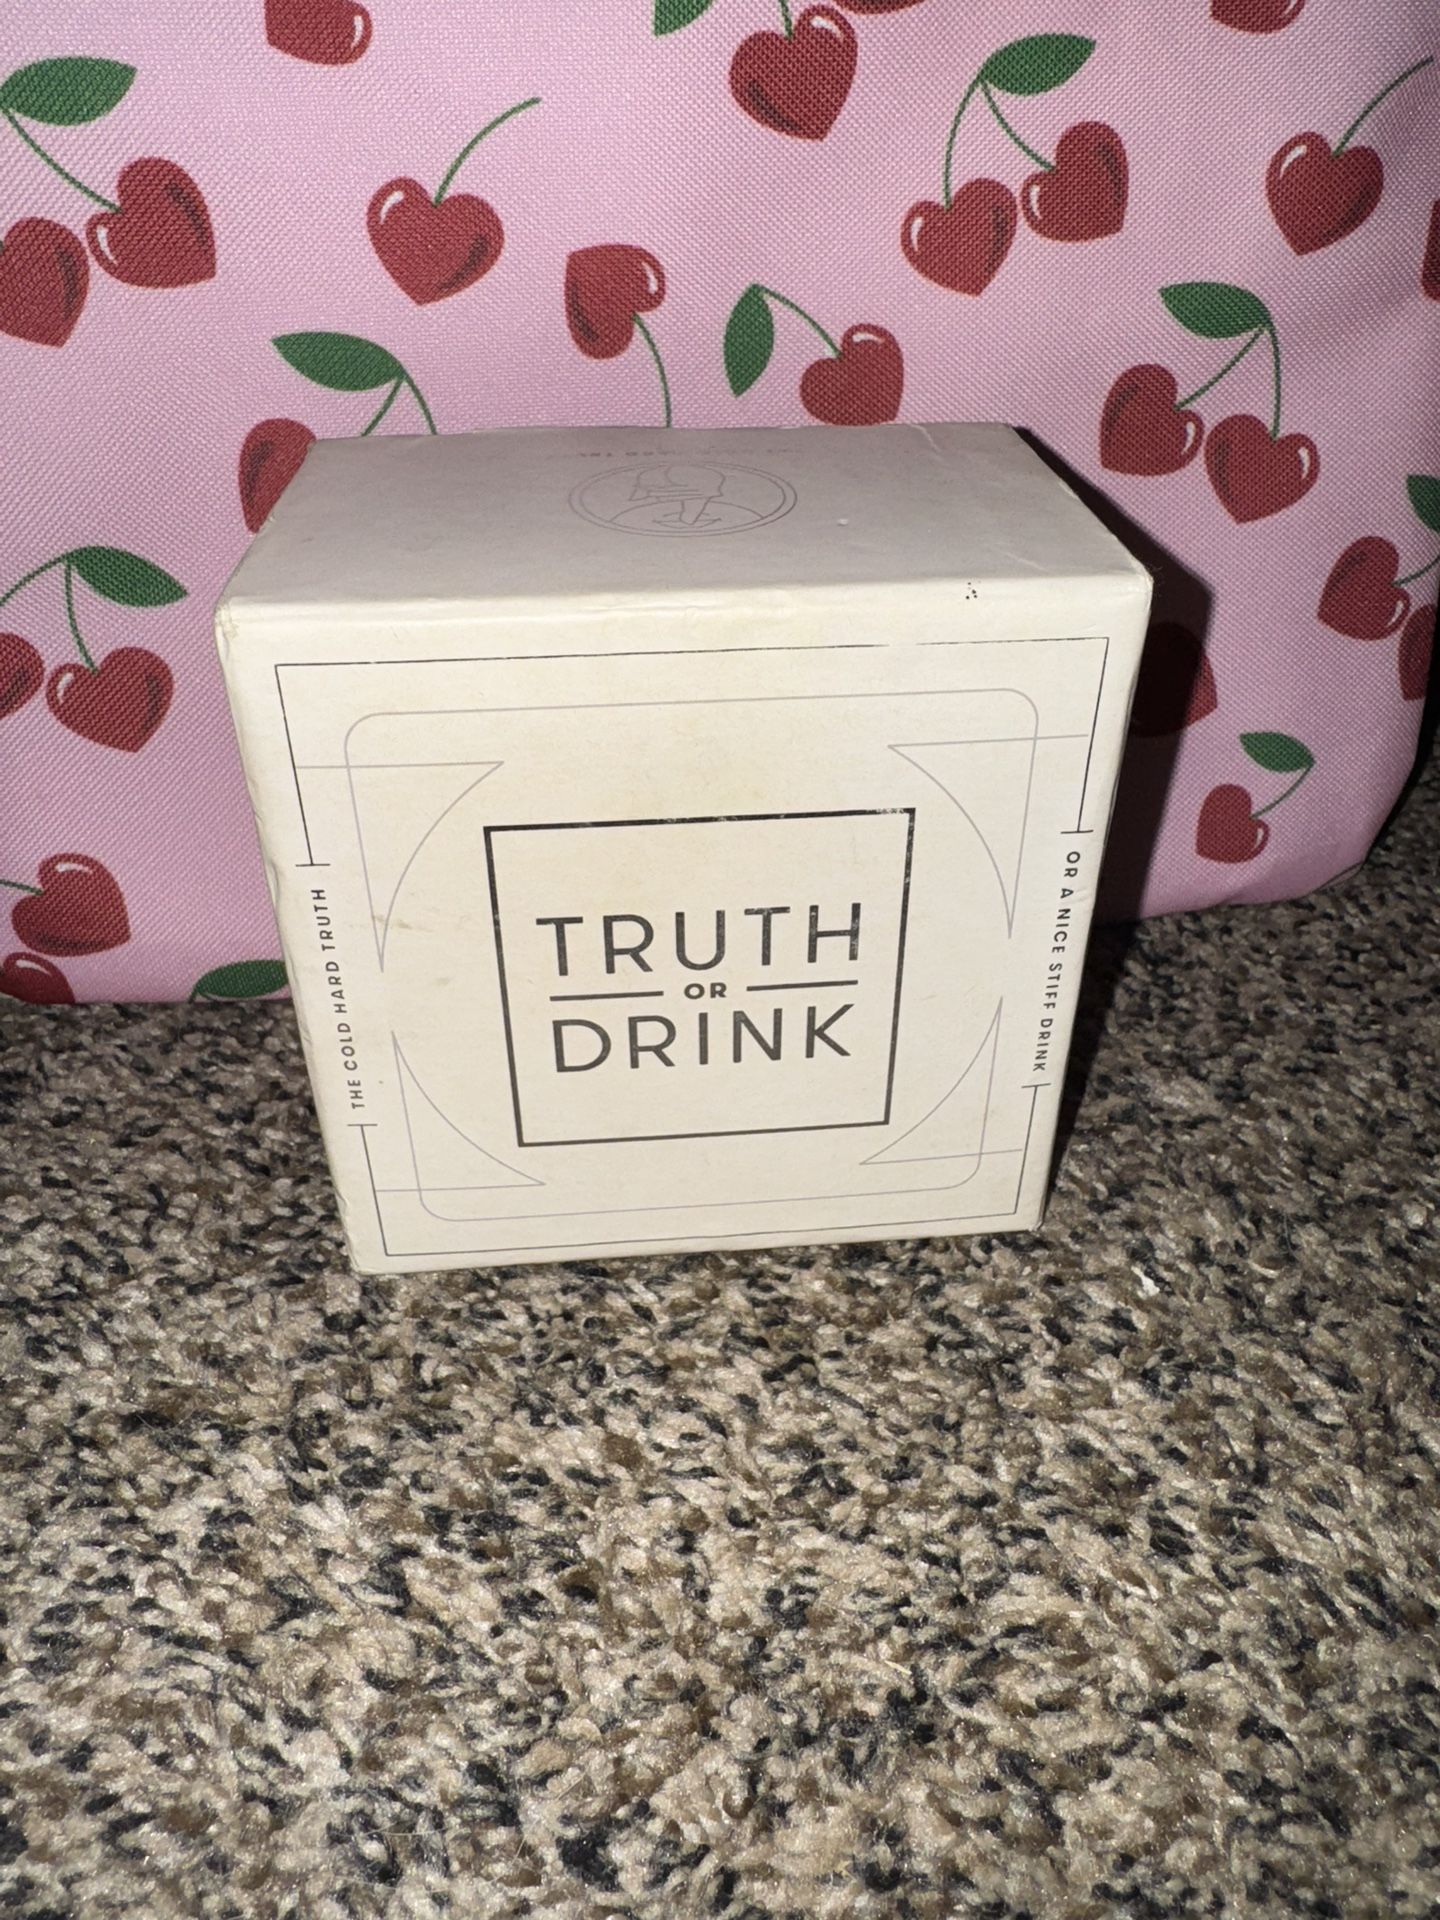 TRUTH
OR
DRINK
THE COLD HARD TRUTH
OR A NICE STIFF DRINK